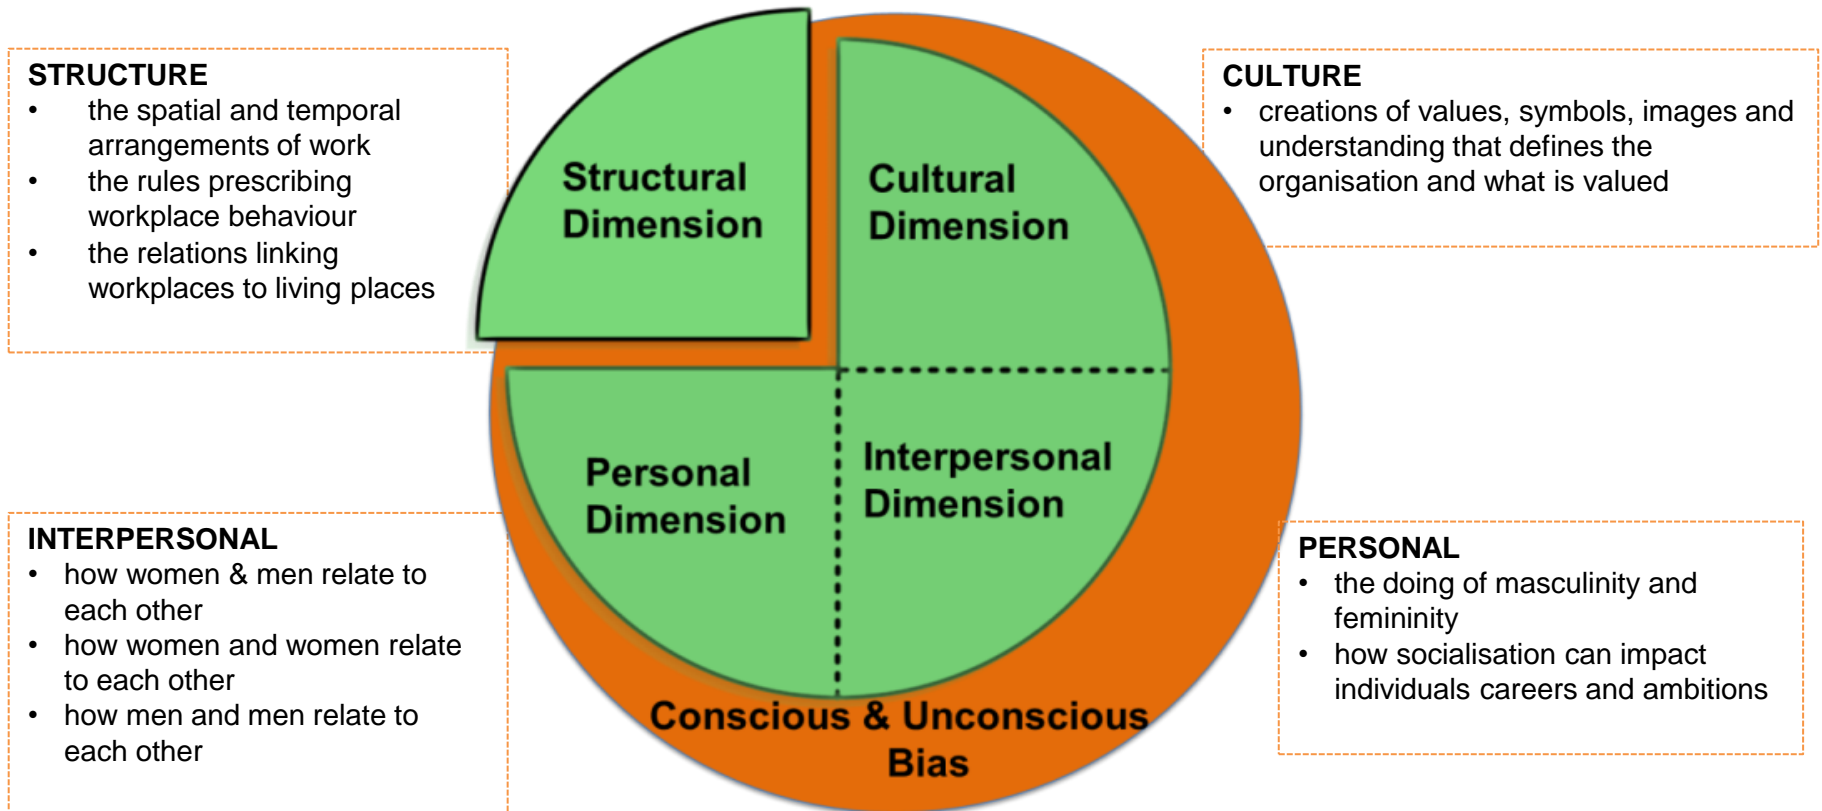 STRUCTURE
• the spatial and temporal
arrangements of work
• the rules prescribing
workplace behaviour
• the relations linking
workplaces to living places
Structural
Dimension
Cultural
Dimension
CULTURE
• creations of values, symbols, images and
understanding that defines the
organisation and what is valued
INTERPERSONAL
• how women & men relate to
each other
• how women and women relate
to each other
• how men and men relate to
each other
Personal
Dimension
Interpersonal
Dimension
PERSONAL
• the doing of masculinity and
femininity
• how socialisation can impact
individuals careers and ambitions
Conscious & Unconscious
Bias